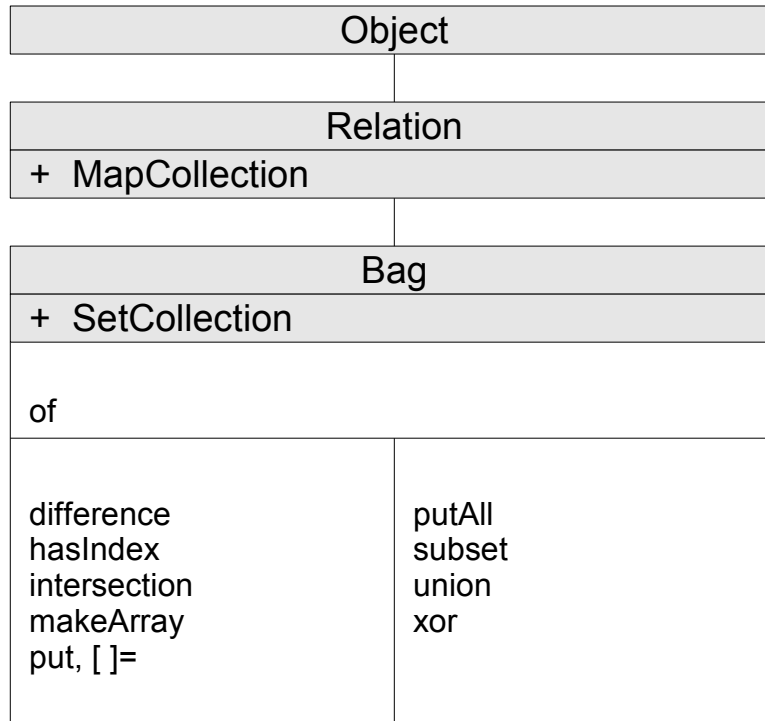 Object
Relation
+ MapCollection
Bag
+ SetCollection
of
difference
hasIndex
intersection
makeArray
put, [ ]=
putAll
subset
union
xor